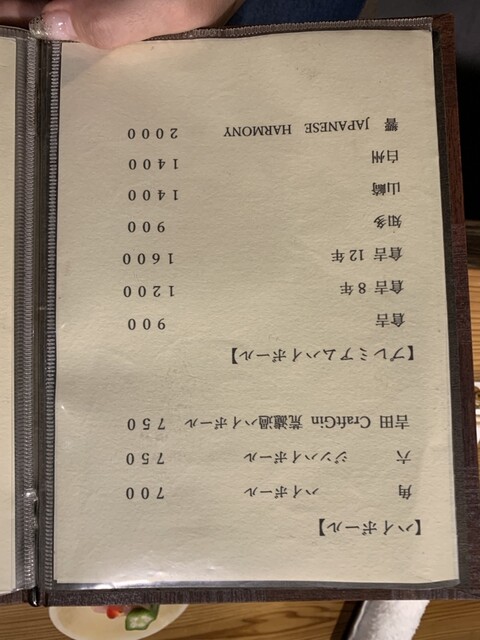 【ハイボール】
角 ハイボール 700
六 ジンハイボール 750
吉田 CraftGin 荒濾過ハイボール 750
【プレミアムハイボール】
倉吉 900
倉吉 8年 1200
倉吉 12年 1600
知多 900
山崎 1400
白州 1400
響 JAPANESE HARMONY 2000